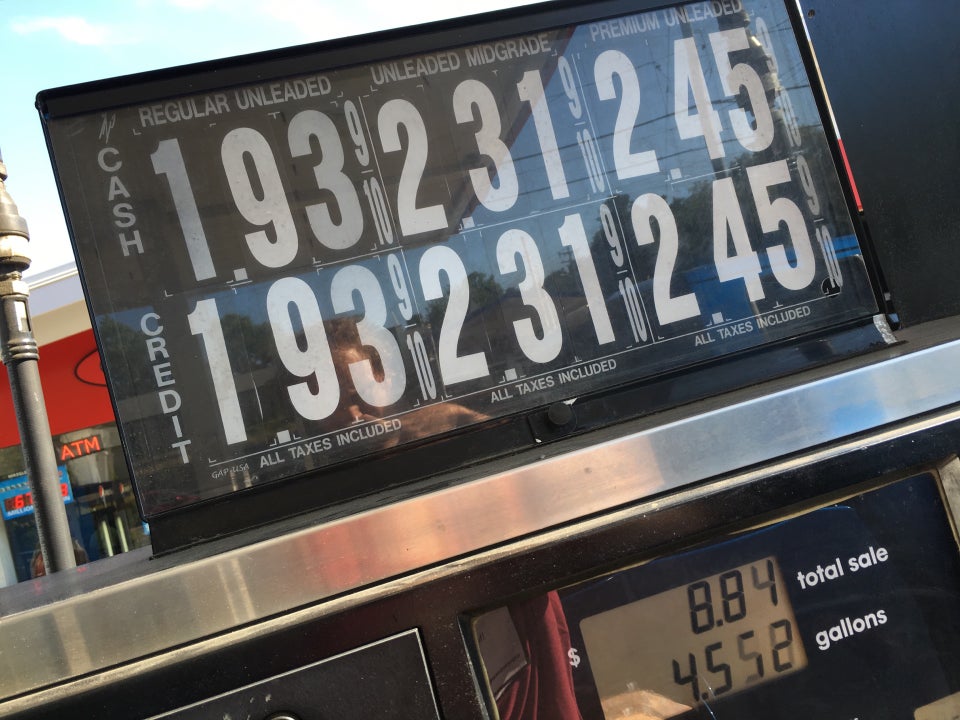 REGULAR UNLEADED UNLEADED MIDGRADE PREMIUM UNLEADED
CASH 1.93 9/10 2.31 9/10 2.45 9/10
CREDIT 1.93 9/10 2.31 9/10 2.45 9/10
GAP USA ALL TAXES INCLUDED ALL TAXES INCLUDED ALL TAXES INCLUDED
ATM
$ 8.84 total sale
4.552 gallons